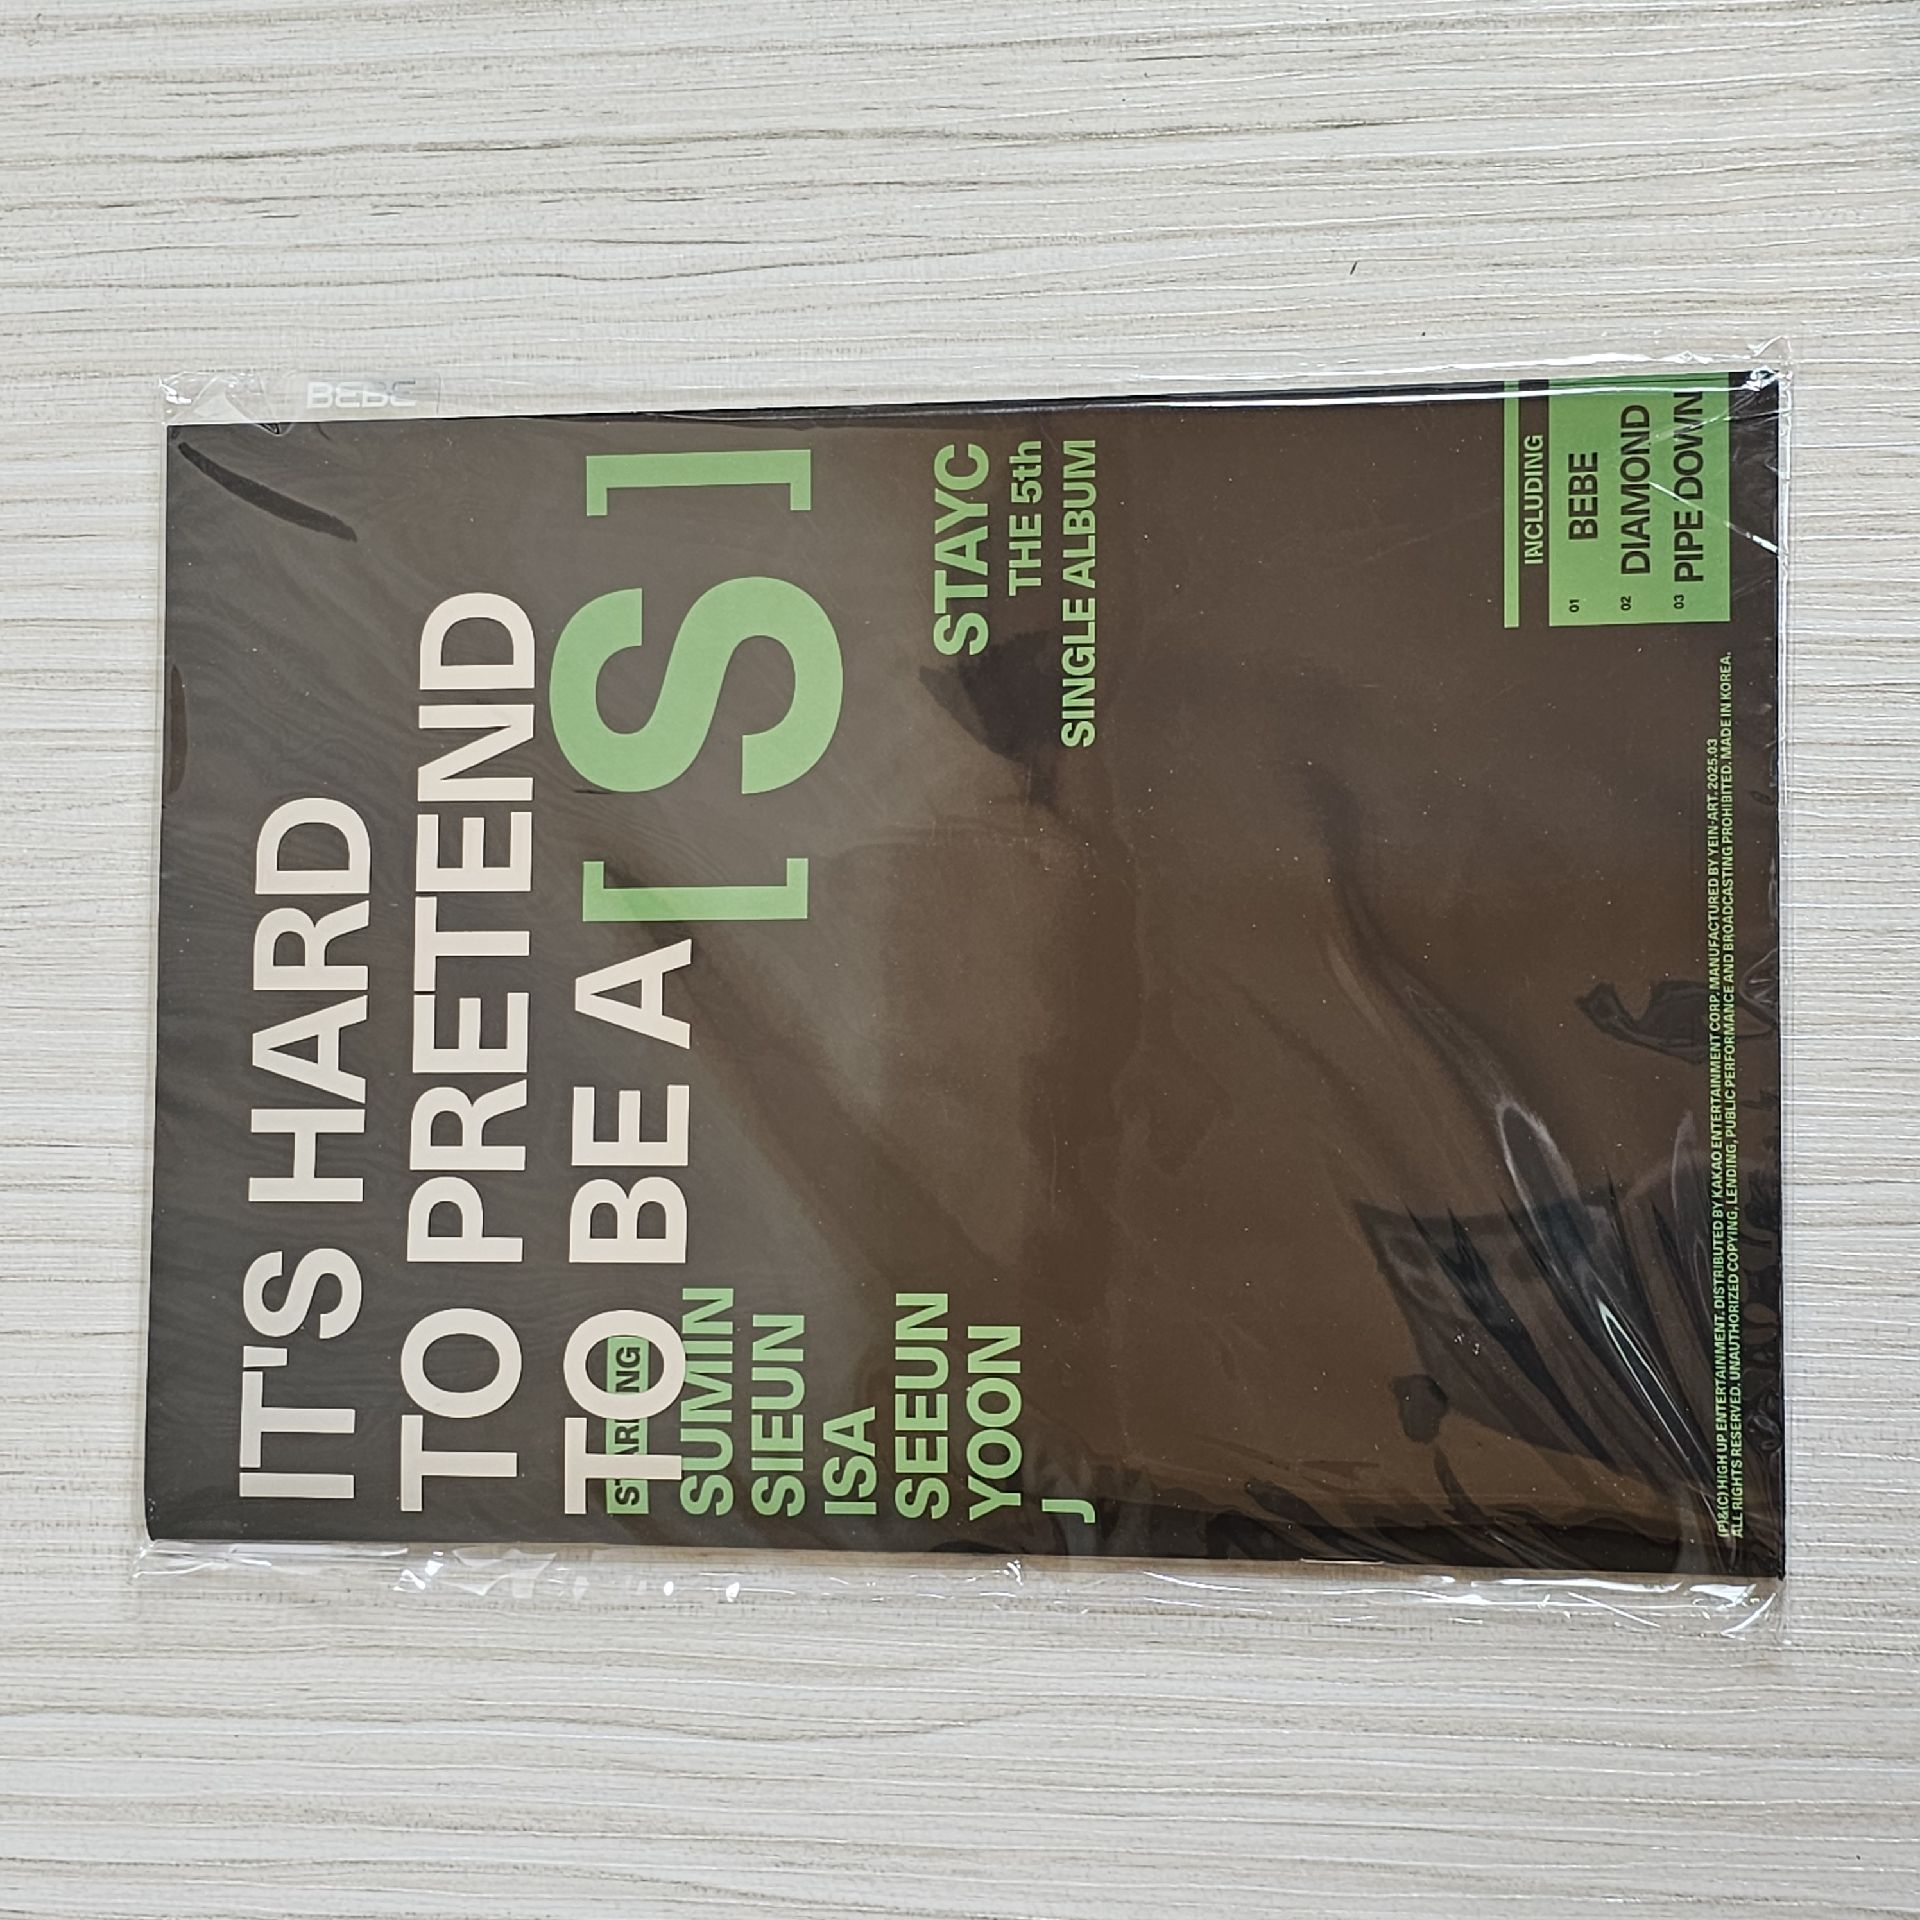 BEBE
IT'S HARD
TO PRETEND
TO BE A [S]
STARRING
SUMIN
SIEUN
ISA
SEEUN
YOON
J
STAYC
THE 5th
SINGLE ALBUM
INCLUDING
01 BEBE
02 DIAMOND
03 PIPE DOWN
(P)&(C) HIGH UP ENTERTAINMENT. DISTRIBUTED BY KAKAO ENTERTAINMENT CORP. MANUFACTURED BY YEIN-ART. 2025.03
ALL RIGHTS RESERVED. UNAUTHORIZED COPYING, LENDING, PUBLIC PERFORMANCE AND BROADCASTING PROHIBITED. MADE IN KOREA.